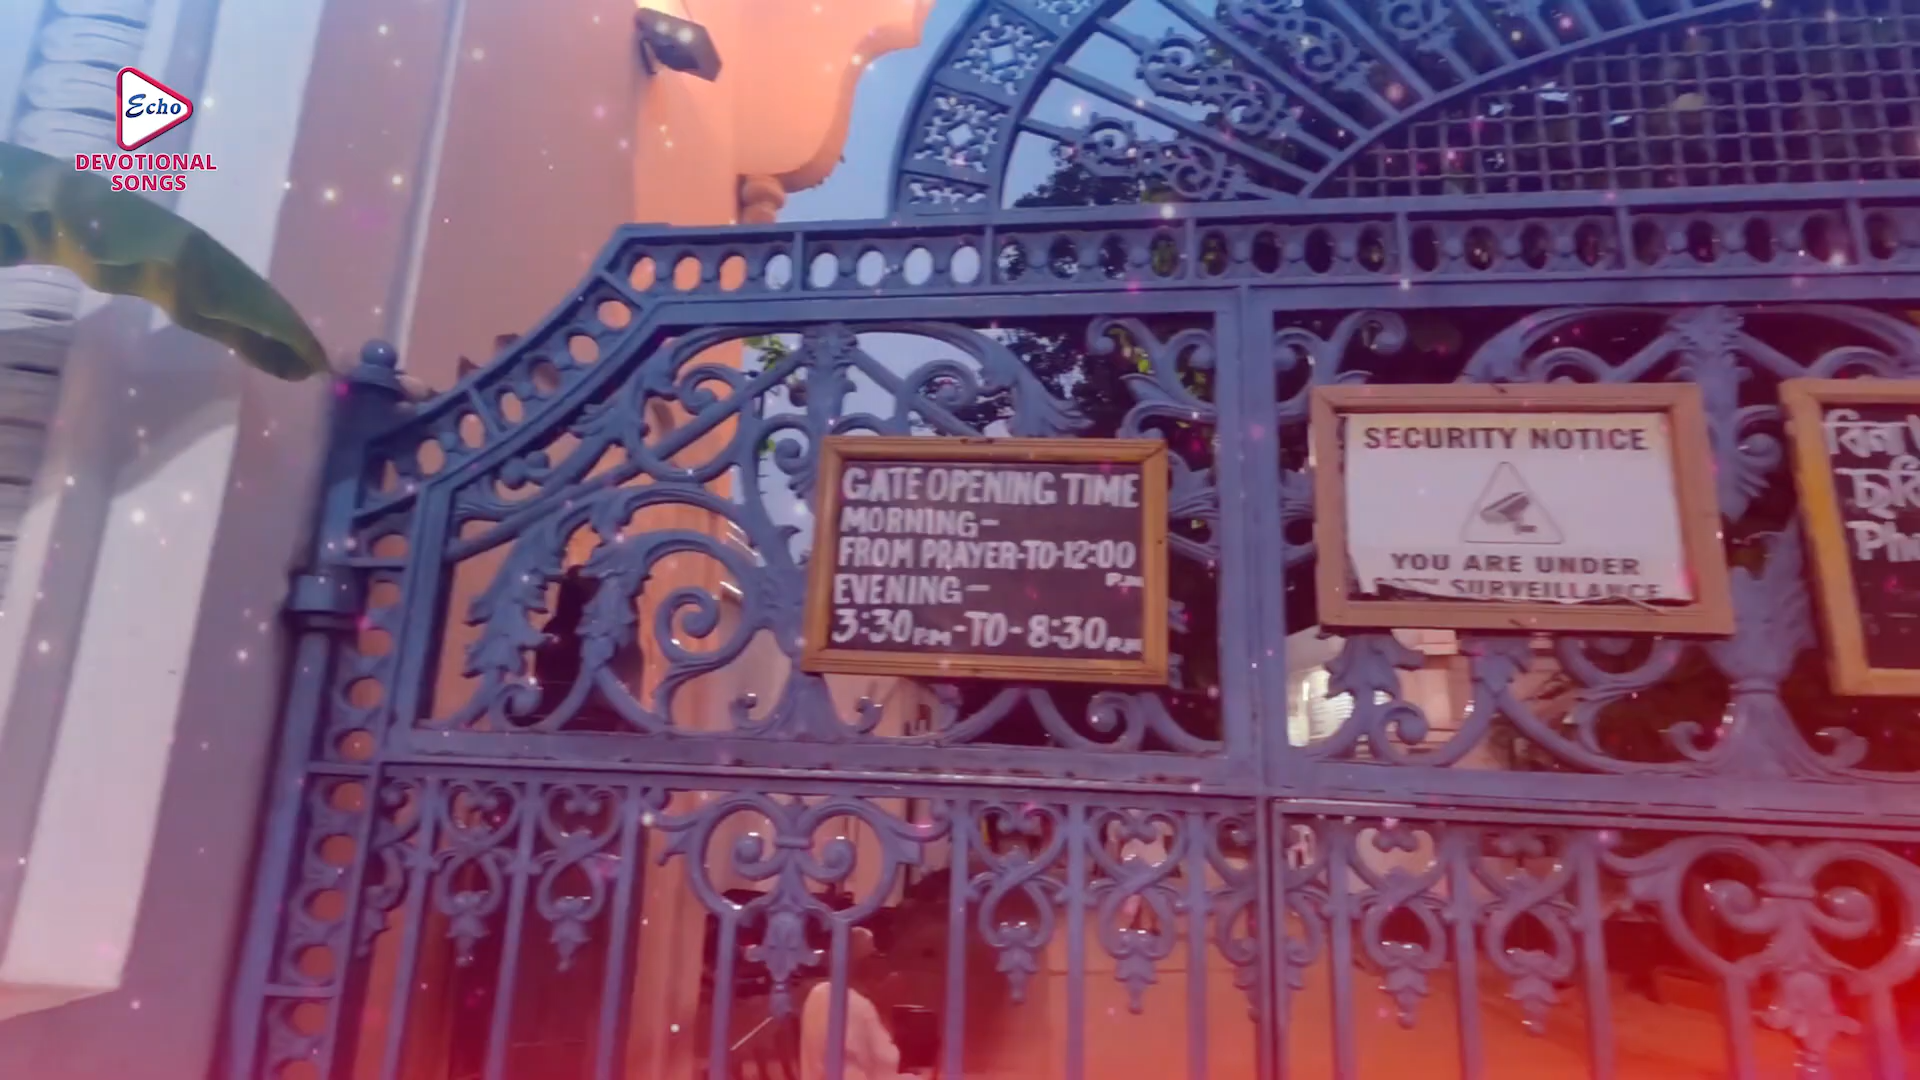 Echo
DEVOTIONAL
SONGS
GATE OPENING TIME
MORNING-
FROM PRAYER-TO-12:00
P.M
EVENING-
3:30P.M-TO-8:30P.M
SECURITY NOTICE
YOU ARE UNDER
SURVEILLANCE
বিনা